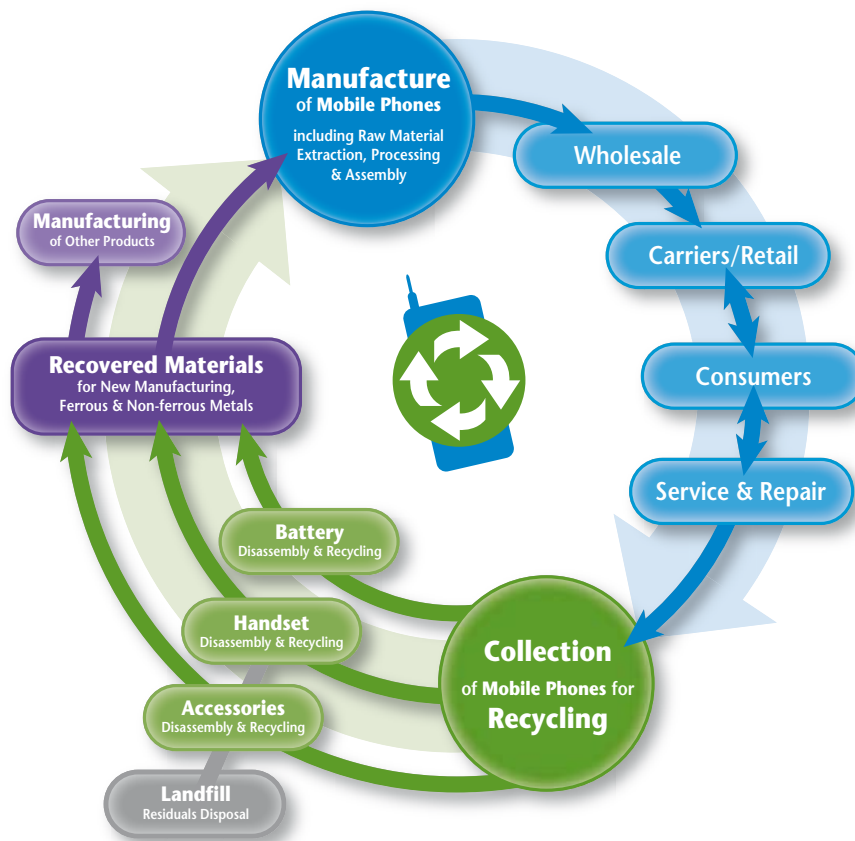 Manufacture
of Mobile Phones
including Raw Material
Extraction, Processing
& Assembly
Wholesale
Carriers/Retail
Consumers
Service & Repair
Collection
of Mobile Phones for
Recycling
Battery
Disassembly & Recycling
Handset
Disassembly & Recycling
Accessories
Disassembly & Recycling
Landfill
Residuals Disposal
Recovered Materials
for New Manufacturing,
Ferrous & Non-ferrous Metals
Manufacturing
of Other Products